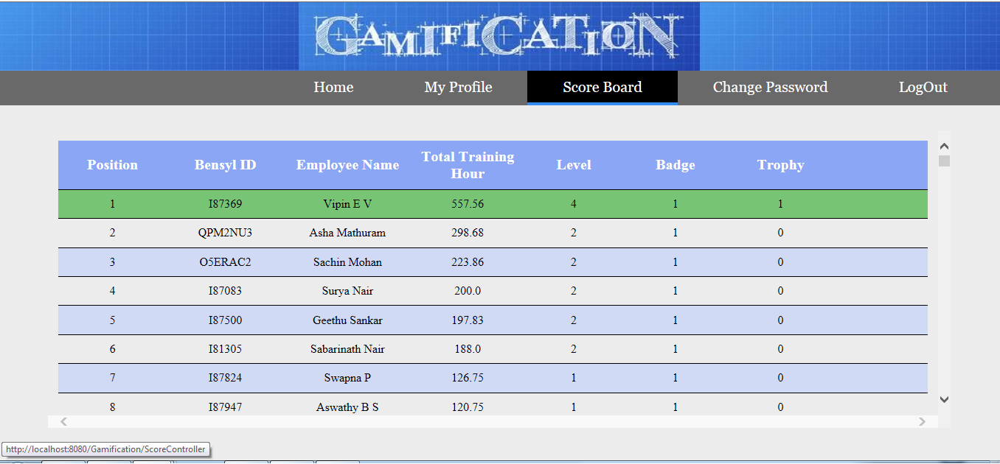 GAMIFICATION
Home My Profile Score Board Change Password LogOut
Position Bensyl ID Employee Name Total Training Hour Level Badge Trophy
1 I87369 Vipin E V 557.56 4 1 1
2 QPM2NU3 Asha Mathuram 298.68 2 1 0
3 O5ERAC2 Sachin Mohan 223.86 2 1 0
4 I87083 Surya Nair 200.0 2 1 0
5 I87500 Geethu Sankar 197.83 2 1 0
6 I81305 Sabarinath Nair 188.0 2 1 0
7 I87824 Swapna P 126.75 1 1 0
8 I87947 Aswathy B S 120.75 1 1 0
http://localhost:8080/Gamification/ScoreController